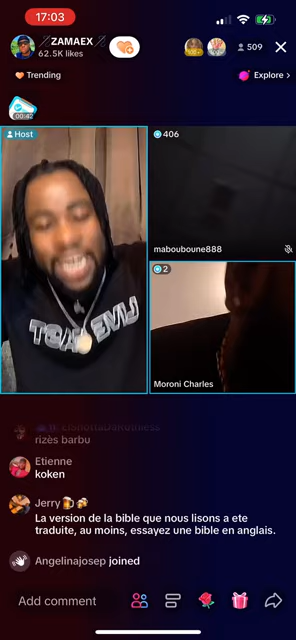 17:03
ZAMAEX
62.5K likes
509
Trending
Explore >
00:42
Host
406
mabouboune888
2
Moroni Charles
rizès barbu
Etienne
koken
Jerry
La version de la bible que nous lisons a ete
traduite, au moins, essayez une bible en anglais.
Angelinajosep joined
Add comment